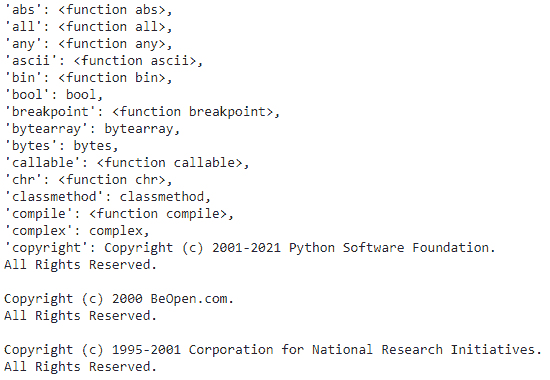 'abs': <function abs>,
'all': <function all>,
'any': <function any>,
'ascii': <function ascii>,
'bin': <function bin>,
'bool': bool,
'breakpoint': <function breakpoint>,
'bytearray': bytearray,
'bytes': bytes,
'callable': <function callable>,
'chr': <function chr>,
'classmethod': classmethod,
'compile': <function compile>,
'complex': complex,
'copyright': Copyright (c) 2001-2021 Python Software Foundation.
All Rights Reserved.

Copyright (c) 2000 BeOpen.com.
All Rights Reserved.

Copyright (c) 1995-2001 Corporation for National Research Initiatives.
All Rights Reserved.